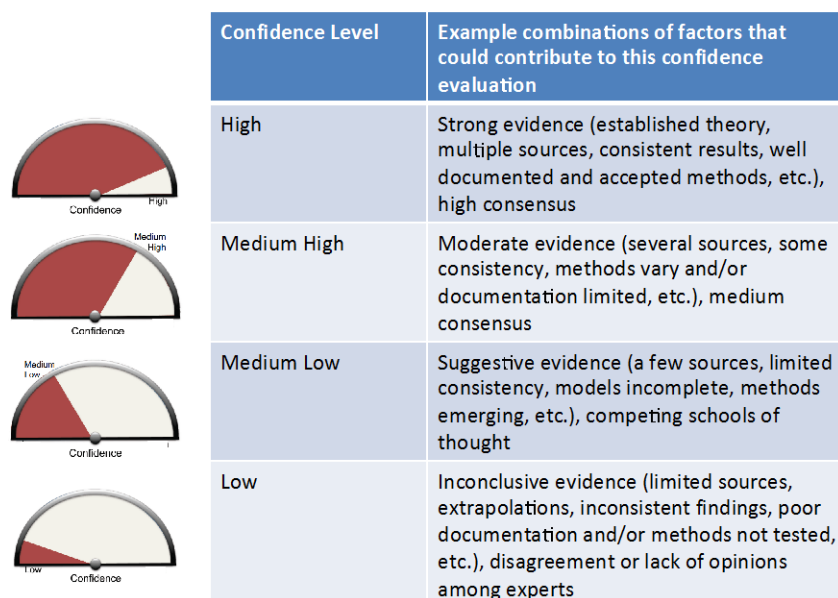 Confidence Level
Example combinations of factors that
could contribute to this confidence
evaluation
High
Confidence
High
Strong evidence (established theory,
multiple sources, consistent results, well
documented and accepted methods, etc.),
high consensus
Medium
High
Confidence
Medium High
Moderate evidence (several sources, some
consistency, methods vary and/or
documentation limited, etc.), medium
consensus
Medium
Low
Confidence
Medium Low
Suggestive evidence (a few sources, limited
consistency, models incomplete, methods
emerging, etc.), competing schools of
thought
Low
Confidence
Low
Inconclusive evidence (limited sources,
extrapolations, inconsistent findings, poor
documentation and/or methods not tested,
etc.), disagreement or lack of opinions
among experts